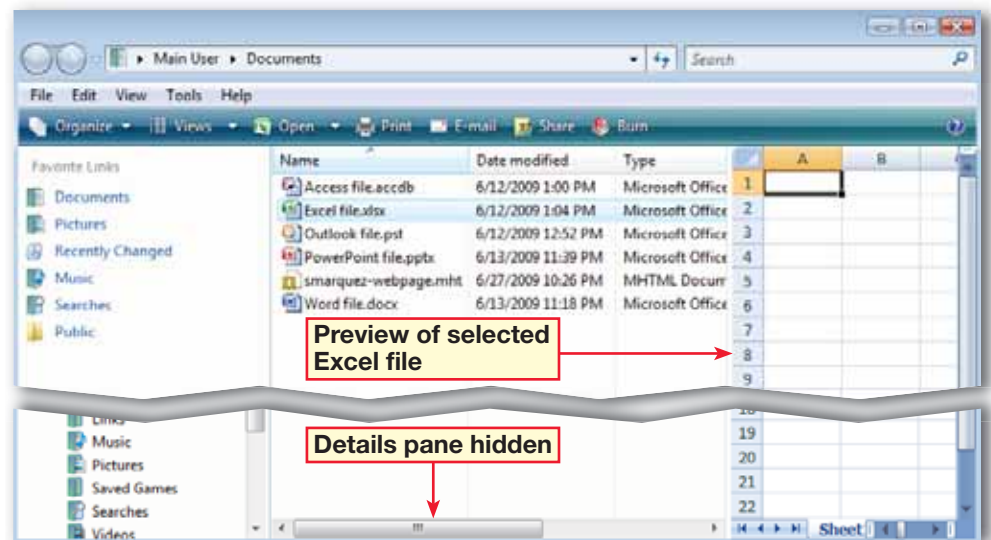 Main User Documents Search
File Edit View Tools Help
Organize Views Open Print E-mail Share Burn
Favorite Links
Documents
Pictures
Recently Changed
Music
Searches
Public
Name Date modified Type
Access file.accdb 6/12/2009 1:00 PM Microsoft Office
Excel file.xlsx 6/12/2009 1:04 PM Microsoft Office
Outlook file.pst 6/12/2009 12:52 PM Microsoft Office
PowerPoint file.pptx 6/13/2009 11:39 PM Microsoft Office
smarquez-webpage.mht 6/27/2009 10:26 PM MHTML Docum
Word file.docx 6/13/2009 11:18 PM Microsoft Office
A B
1
2
3
4
5
6
7
8
9
Preview of selected
Excel file
Links
Music
Pictures
Saved Games
Searches
Videos
Details pane hidden
18
19
20
21
22
Sheet